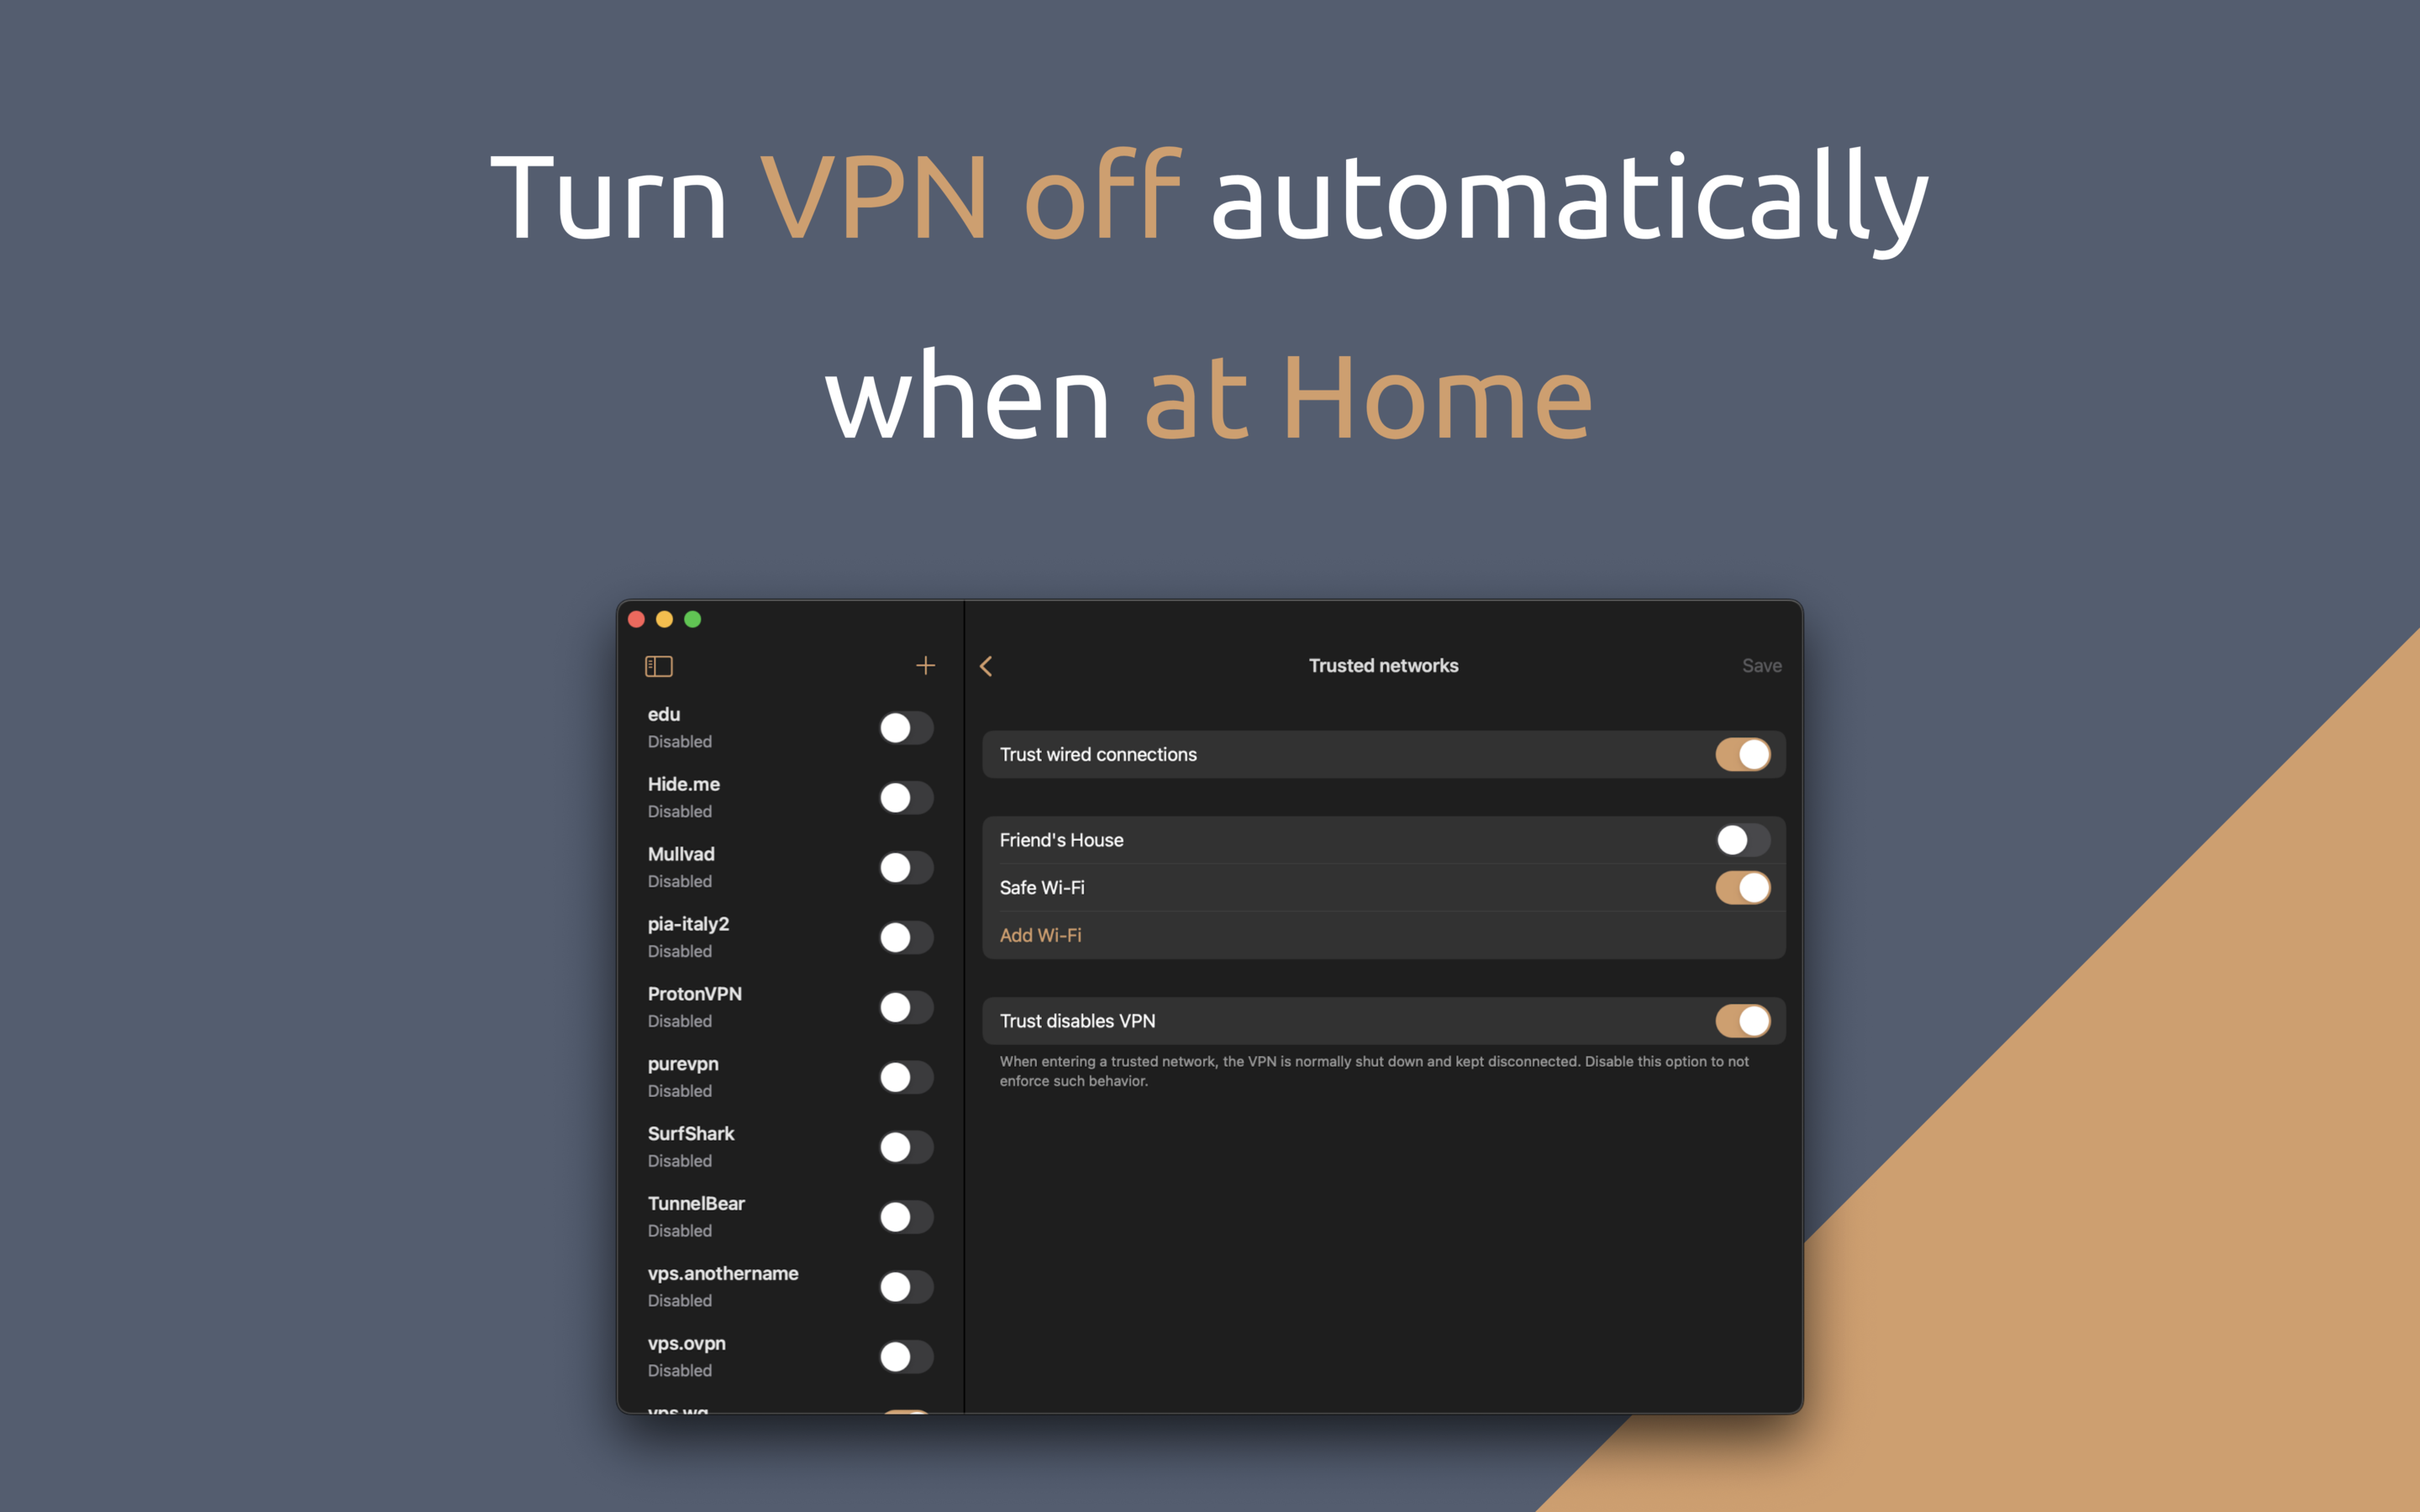 Turn VPN off automatically
when at Home
Trusted networks
Save
edu
Disabled
Hide.me
Disabled
Mullvad
Disabled
pia-italy2
Disabled
ProtonVPN
Disabled
purevpn
Disabled
SurfShark
Disabled
TunnelBear
Disabled
vps.anothername
Disabled
vps.ovpn
Disabled
vps.wg
Trust wired connections
Friend's House
Safe Wi-Fi
Add Wi-Fi
Trust disables VPN
When entering a trusted network, the VPN is normally shut down and kept disconnected. Disable this option to not
enforce such behavior.